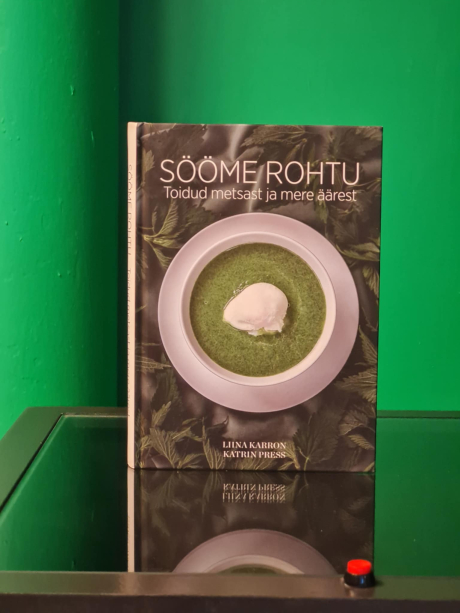 SÖÖME ROHTU
Toidud metsast ja mere äärest
LIINA KARRON
KATRIN PRESS